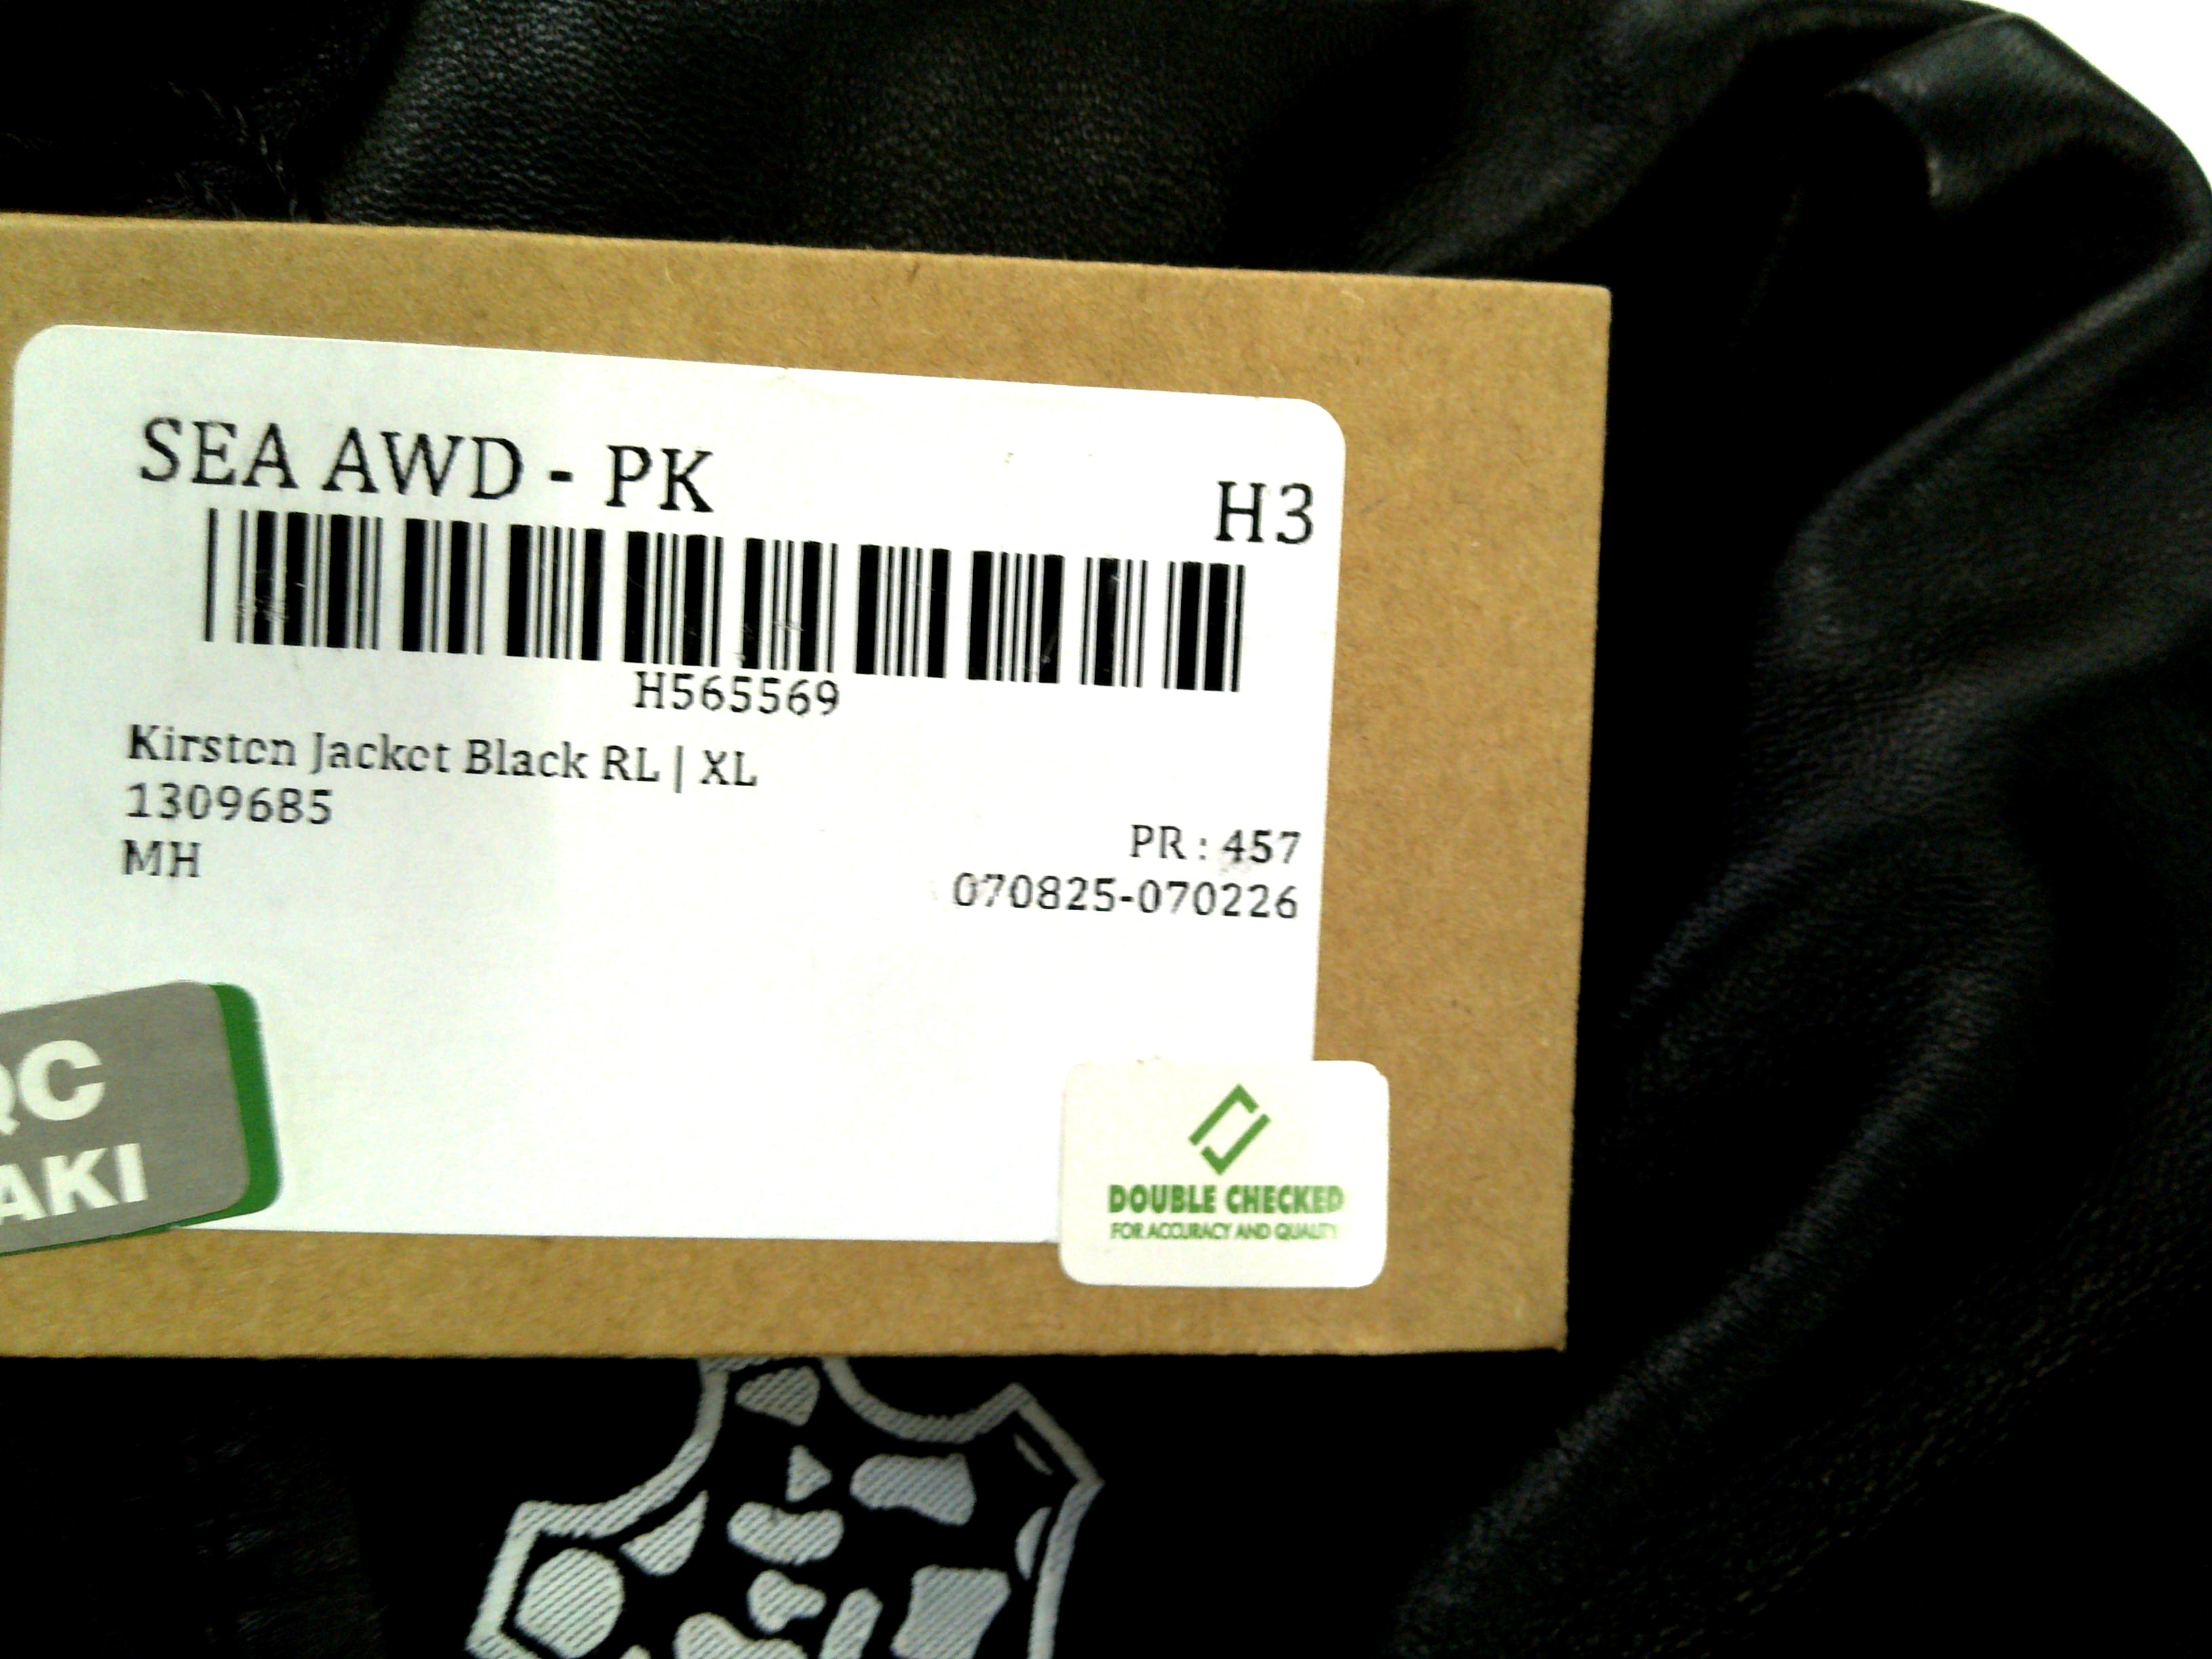 SEA AWD - PK
H3
H565569
Kirsten Jacket Black RL | XL
1309685
MH
PR : 457
070825-070226
QC
AKI
DOUBLE CHECKED
FOR ACCURACY AND QUALITY